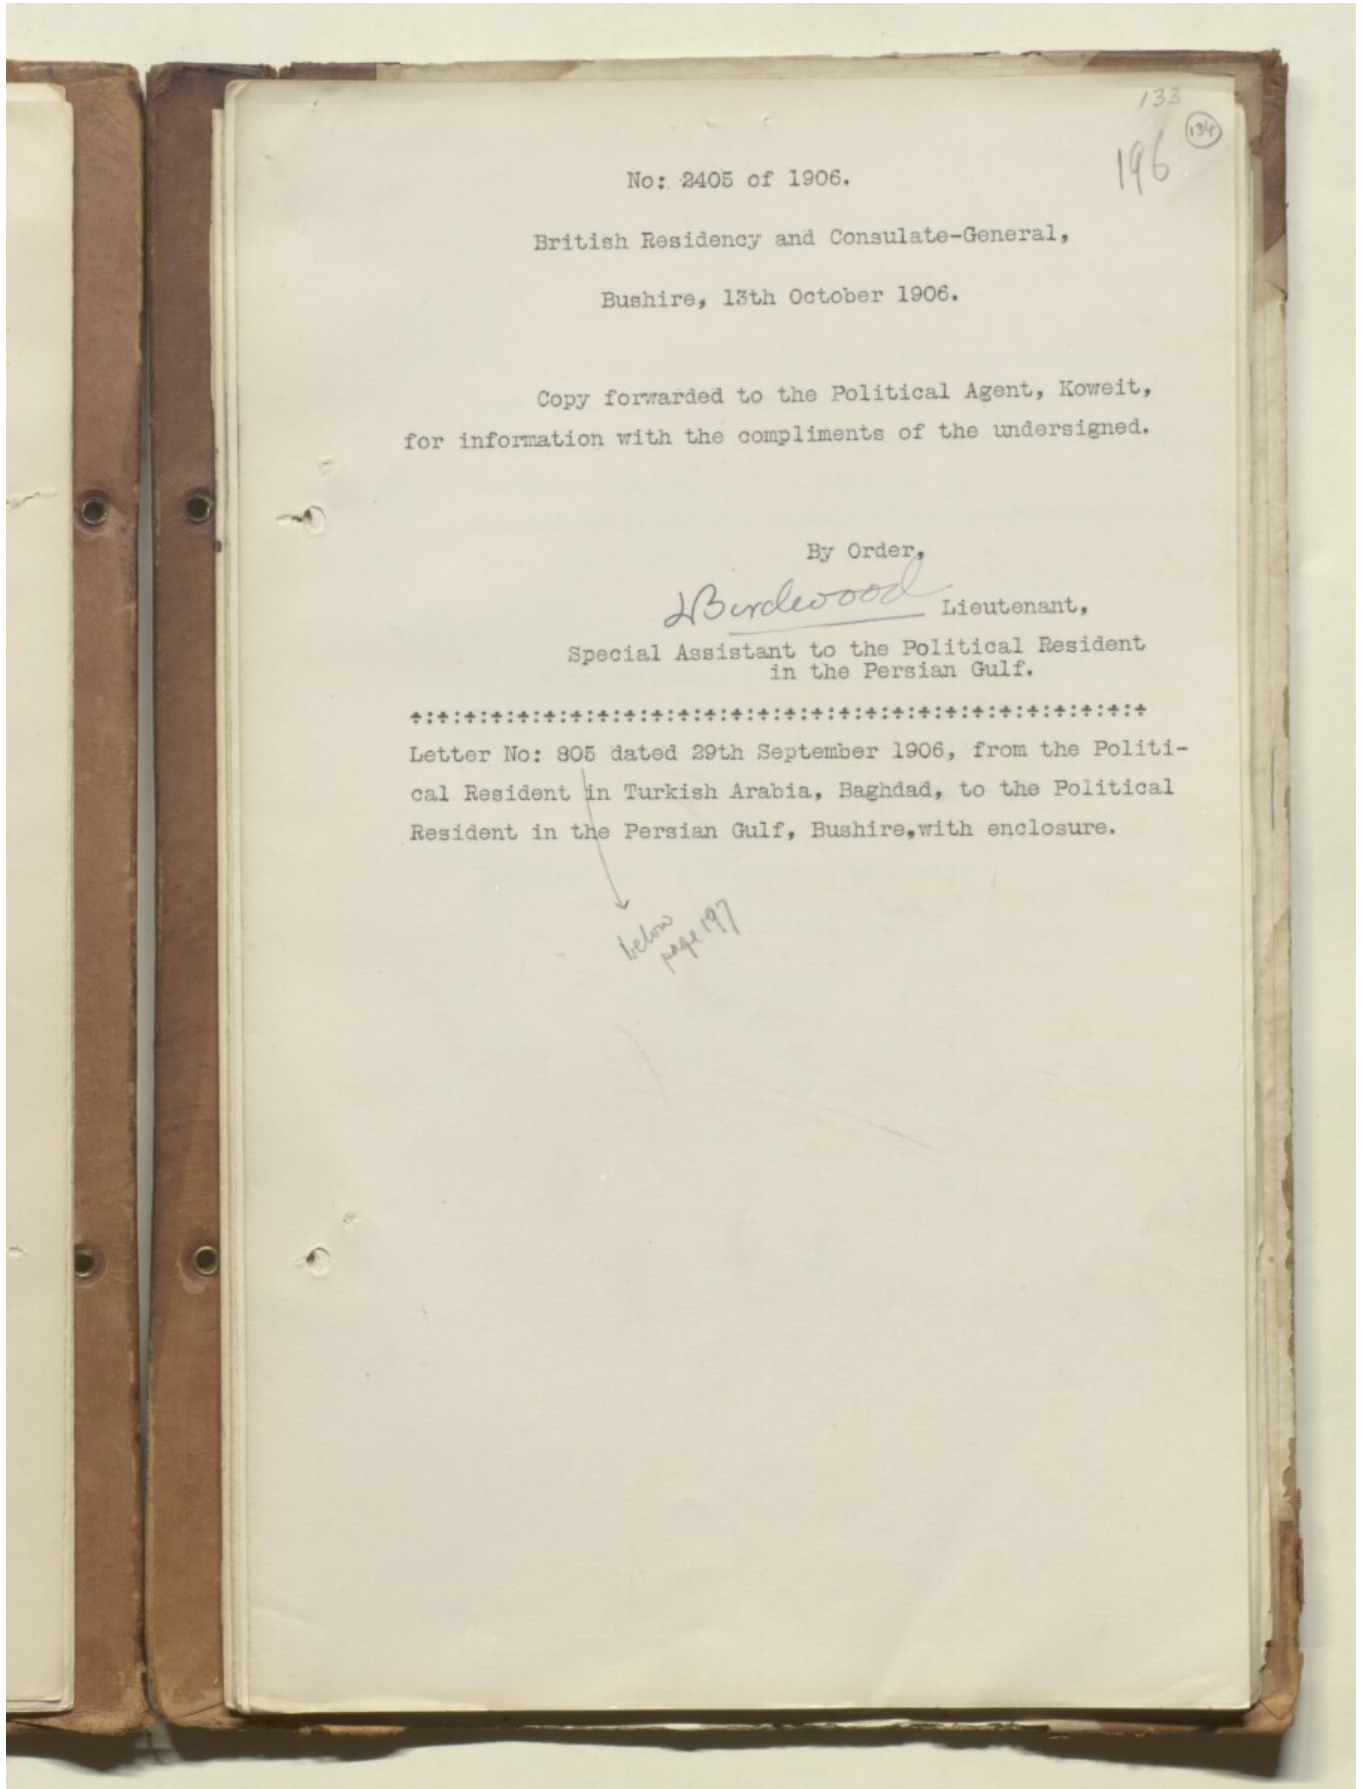 133
134
196
No: 2405 of 1906.
British Residency and Consulate-General,
Bushire, 13th October 1906.
Copy forwarded to the Political Agent, Koweit,
for information with the compliments of the undersigned.
By Order,
Birdwood Lieutenant,
Special Assistant to the Political Resident
in the Persian Gulf.
+:+:+:+:+:+:+:+:+:+:+:+:+:+:+:+:+:+:+:+:+:+:+:+:+:+:+:+
Letter No: 805 dated 29th September 1906, from the Politi-
cal Resident in Turkish Arabia, Baghdad, to the Political
Resident in the Persian Gulf, Bushire,with enclosure.
below
page 197